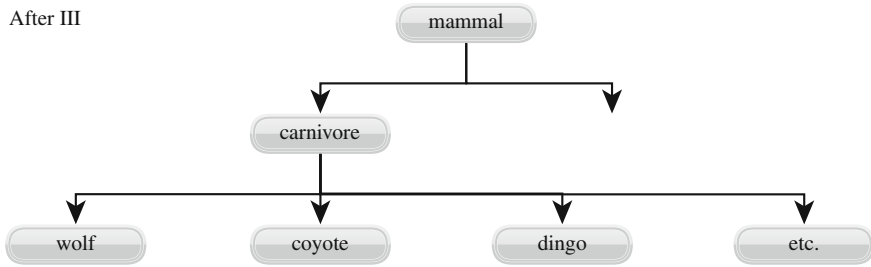 After III
mammal
carnivore
wolf
coyote
dingo
etc.